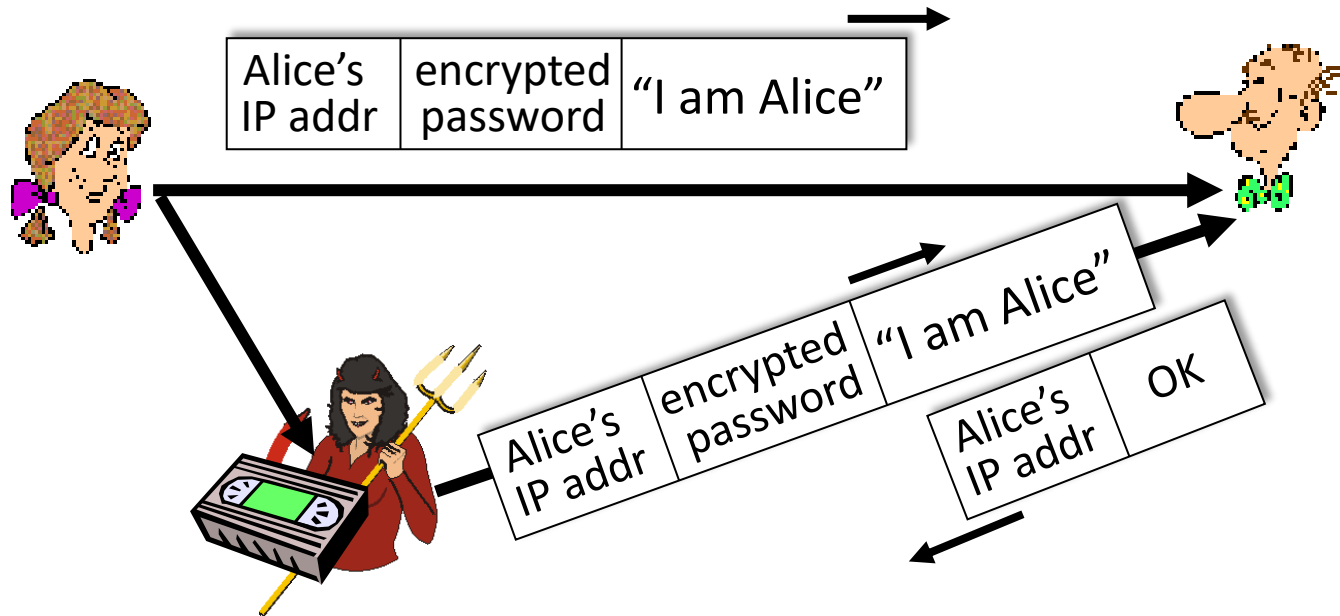 Alice’s
IP addr
encrypted
password
“I am Alice”
Alice’s
IP addr
encrypted
password
“I am Alice”
Alice’s
IP addr
OK